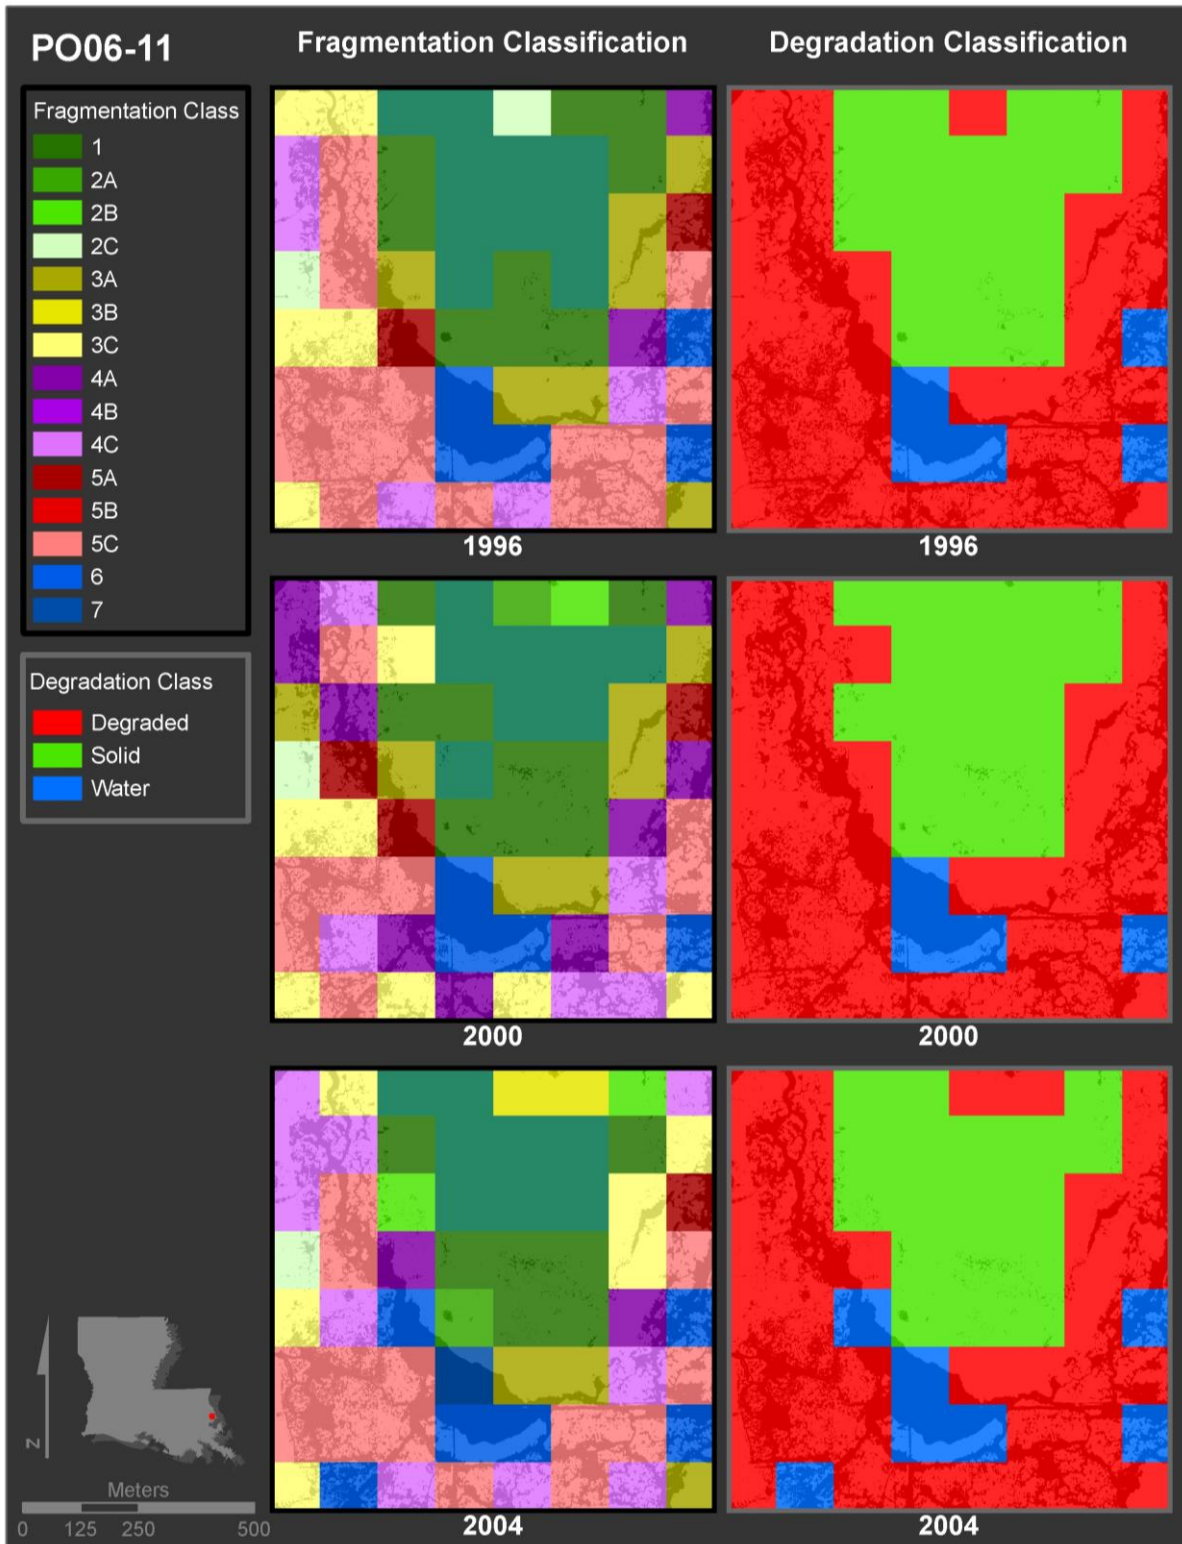 PO06-11
Fragmentation Classification
Degradation Classification
Fragmentation Class
1
2A
2B
2C
3A
3B
3C
4A
4B
4C
5A
5B
5C
6
7
Degradation Class
Degraded
Solid
Water
1996
1996
2000
2000
2004
2004
N
Meters
0 125 250 500